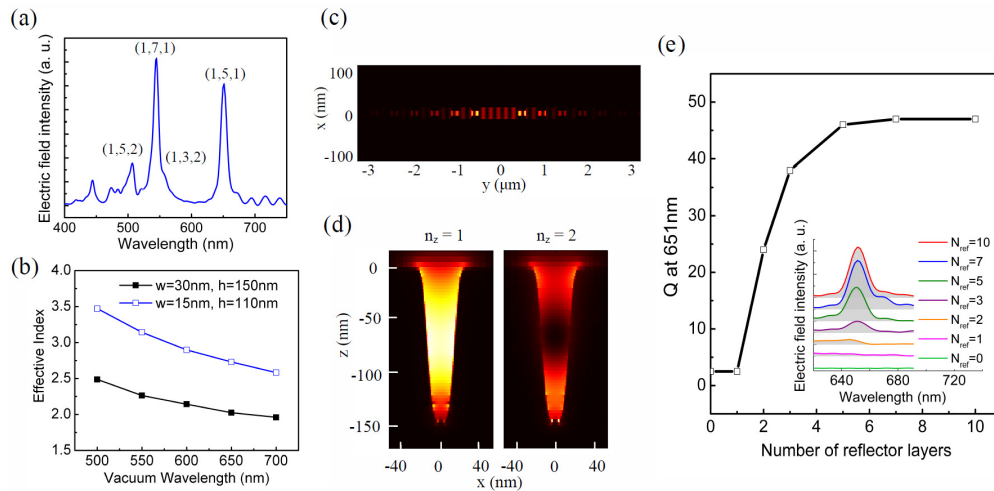 (a)
Electric field intensity (a. u.)
(1,7,1)
(1,5,1)
(1,5,2)
(1,3,2)
400 500 600 700
Wavelength (nm)
(b)
Effective Index
4.0
3.5
3.0
2.5
2.0
1.5
w=30nm, h=150nm
w=15nm, h=110nm
500 550 600 650 700
Vacuum Wavelength (nm)
(c)
x (nm)
100
0
-100
-3 -2 -1 0 1 2 3
y (μm)
(d)
n_z = 1 n_z = 2
z (nm)
0
-50
-100
-150
-40 0 40 -40 0 40
x (nm)
(e)
Q at 651nm
50
40
30
20
10
0
0 2 4 6 8 10
Number of reflector layers
Electric field intensity (a. u.)
N_ref=10
N_ref=7
N_ref=5
N_ref=3
N_ref=2
N_ref=1
N_ref=0
640 680 720
Wavelength (nm)